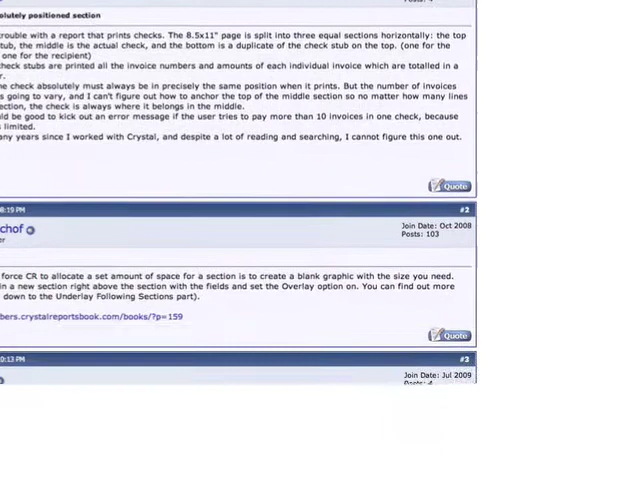 olutely positioned section
rouble with a report that prints checks. The 8.5x11" page is split into three equal sections horizontally: the top
tub, the middle is the actual check, and the bottom is a duplicate of the check stub on the top. (one for the
one for the recipient)
heck stubs are printed all the invoice numbers and amounts of each individual invoice which are totalled in a
r.
he check absolutely must always be in precisely the same position when it prints. But the number of invoices
s going to vary, and I can't figure out how to anchor the top of the middle section so no matter how many lines
ection, the check is always where it belongs in the middle.
ld be good to kick out an error message if the user tries to pay more than 10 invoices in one check, because
limited.
any years since I worked with Crystal, and despite a lot of reading and searching, I cannot figure this one out.
Quote
8:19 PM #2
chof Join Date: Oct 2008
er Posts: 103
force CR to allocate a set amount of space for a section is to create a blank graphic with the size you need.
in a new section right above the section with the fields and set the Overlay option on. You can find out more
down to the Underlay Following Sections part).
bers.crystalreportsbook.com/books/?p=159
Quote
0:13 PM #3
Join Date: Jul 2009